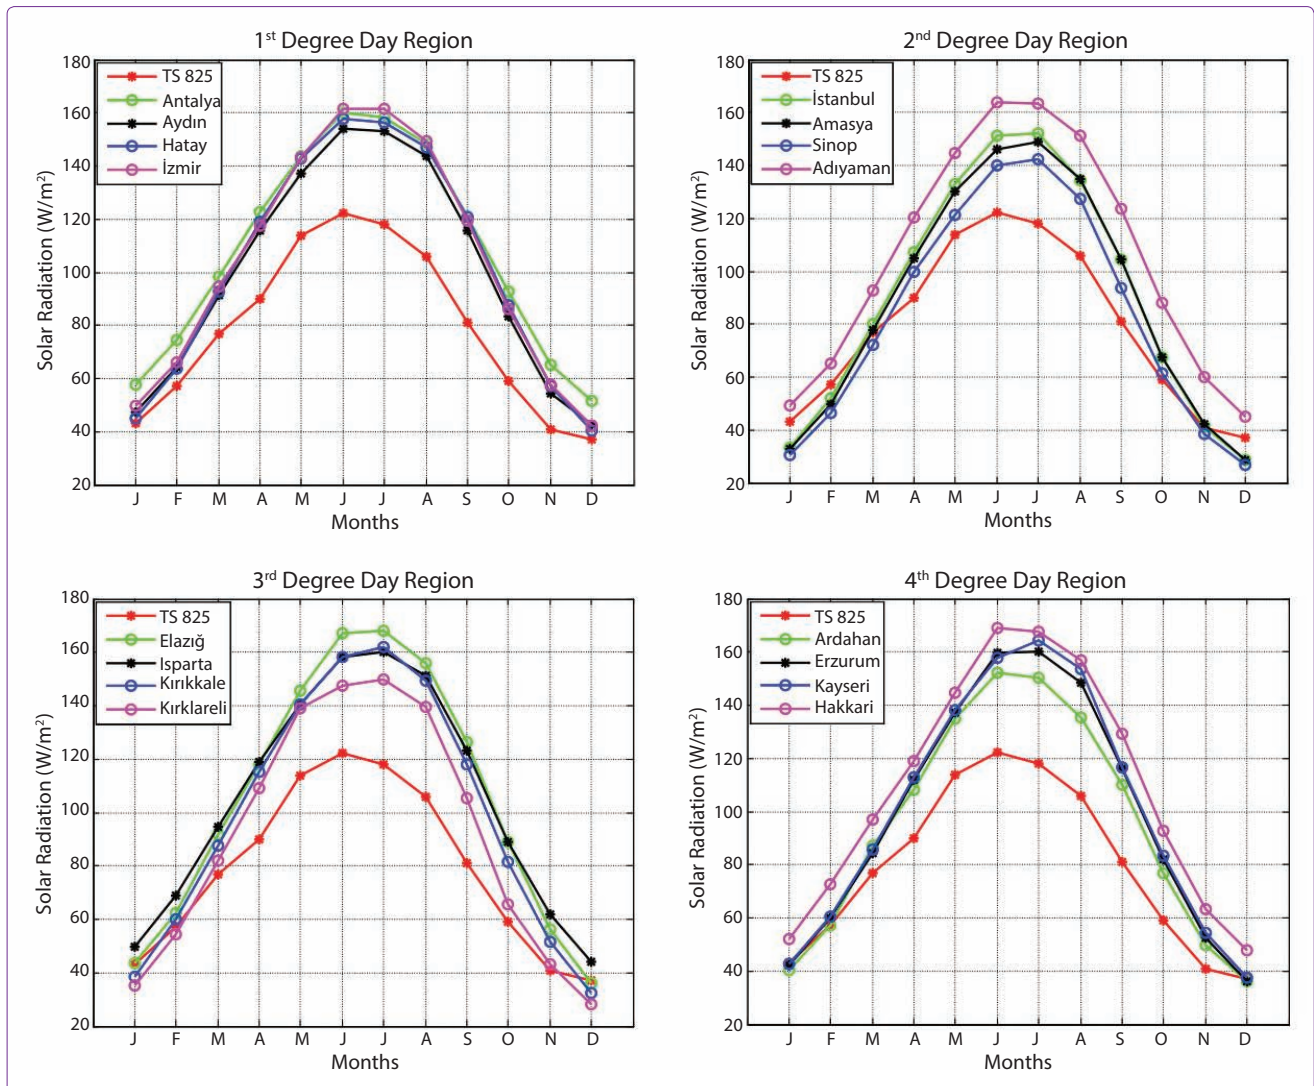 1st Degree Day Region
180
160
140
120
100
80
60
40
20
Solar Radiation (W/m²)
TS 825
Antalya
Aydın
Hatay
İzmir
J F M A M J J A S O N D
Months
2nd Degree Day Region
180
160
140
120
100
80
60
40
20
Solar Radiation (W/m²)
TS 825
İstanbul
Amasya
Sinop
Adıyaman
J F M A M J J A S O N D
Months
3rd Degree Day Region
180
160
140
120
100
80
60
40
20
Solar Radiation (W/m²)
TS 825
Elazığ
Isparta
Kırıkkale
Kırklareli
J F M A M J J A S O N D
Months
4th Degree Day Region
180
160
140
120
100
80
60
40
20
Solar Radiation (W/m²)
TS 825
Ardahan
Erzurum
Kayseri
Hakkari
J F M A M J J A S O N D
Months